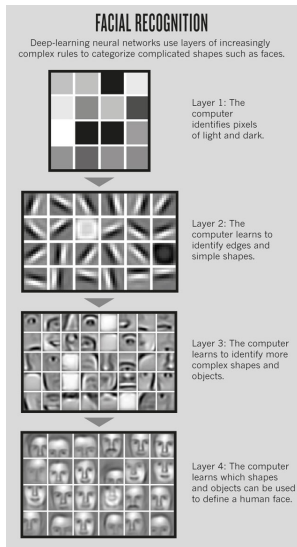 FACIAL RECOGNITION
Deep-learning neural networks use layers of increasingly
complex rules to categorize complicated shapes such as faces.
Layer 1: The
computer
identifies pixels
of light and dark.
Layer 2: The
computer learns to
identify edges and
simple shapes.
Layer 3: The computer
learns to identify more
complex shapes and
objects.
Layer 4: The computer
learns which shapes
and objects can be used
to define a human face.